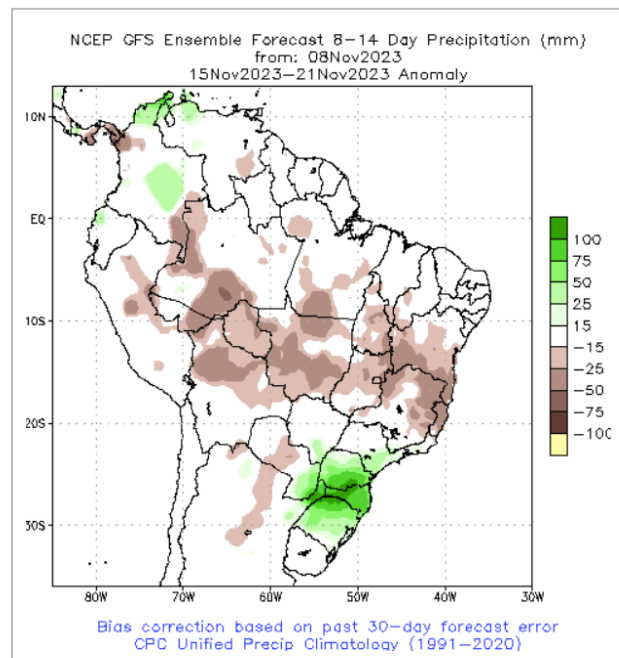 NCEP GFS Ensemble Forecast 8-14 Day Precipitation (mm)
from: 08Nov2023
15Nov2023-21Nov2023 Anomaly
10N
EQ
10S
20S
30S
80W 70W 60W 50W 40W 30W
100
75
50
25
15
-15
-25
-50
-75
-100
Bias correction based on past 30-day forecast error
CPC Unified Precip Climatology (1991-2020)